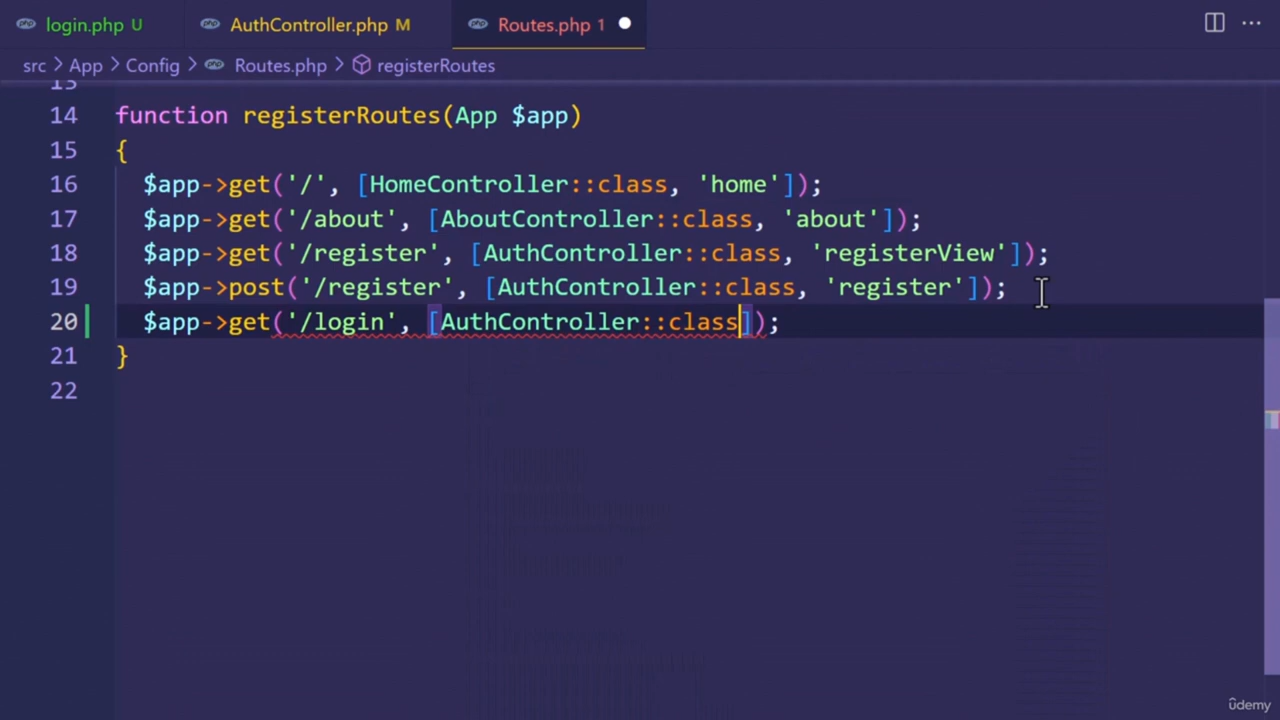 login.php U AuthController.php M Routes.php 1
src > App > Config > Routes.php > registerRoutes
13
14 function registerRoutes(App $app)
15 {
16 $app->get('/', [HomeController::class, 'home']);
17 $app->get('/about', [AboutController::class, 'about']);
18 $app->get('/register', [AuthController::class, 'registerView']);
19 $app->post('/register', [AuthController::class, 'register']);
20 $app->get('/login', [AuthController::class]);
21 }
22
ûdemy